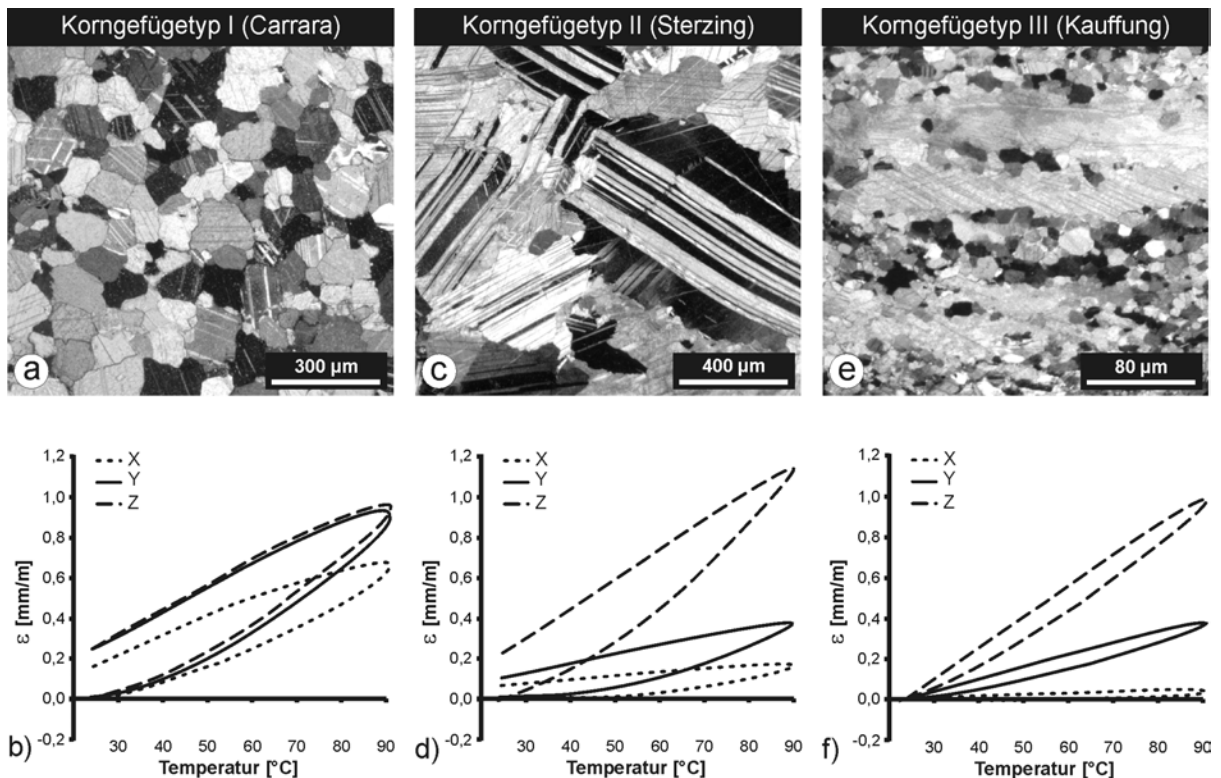 Korngefügetyp I (Carrara)
Korngefügetyp II (Sterzing)
Korngefügetyp III (Kauffung)
a
300 µm
c
400 µm
e
80 µm
1,2
1,0
0,8
0,6
0,4
0,2
0,0
-0,2
ε [mm/m]
X
Y
Z
30 40 50 60 70 80 90
Temperatur [°C]
b)
1,2
1,0
0,8
0,6
0,4
0,2
0,0
-0,2
ε [mm/m]
X
Y
Z
30 40 50 60 70 80 90
Temperatur [°C]
d)
1,2
1,0
0,8
0,6
0,4
0,2
0,0
-0,2
ε [mm/m]
X
Y
Z
30 40 50 60 70 80 90
Temperatur [°C]
f)